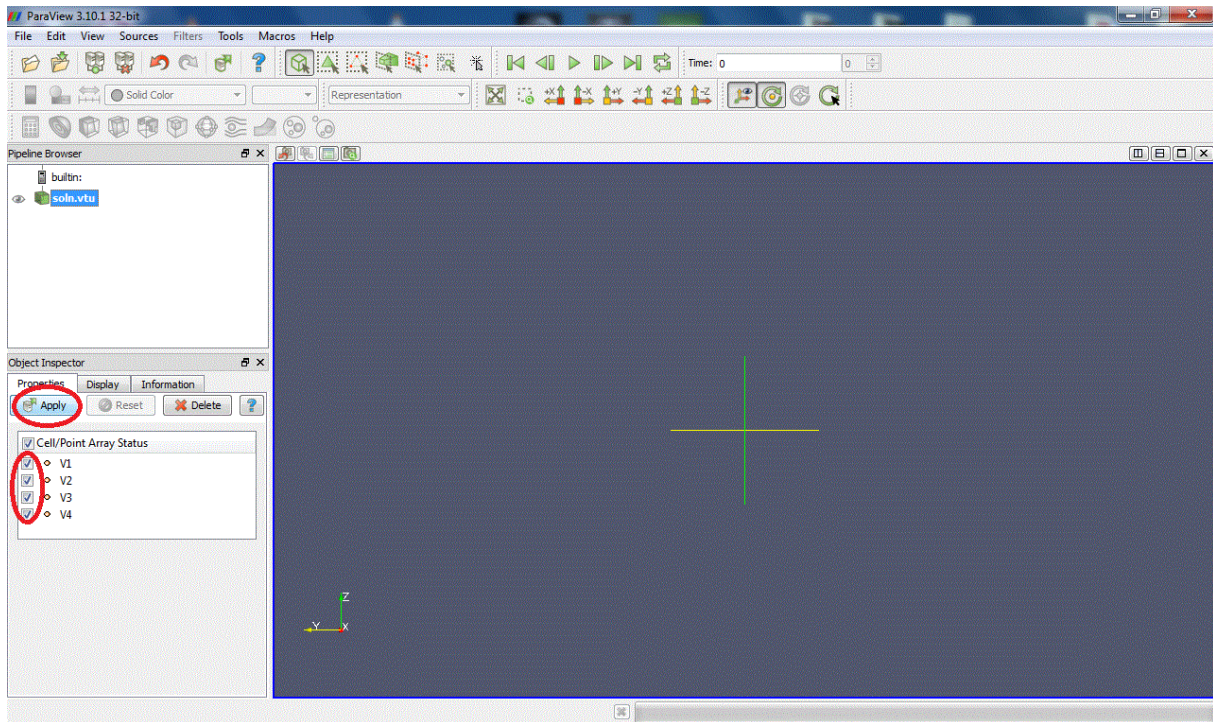 ParaView 3.10.1 32-bit
File Edit View Sources Filters Tools Macros Help
? Time: 0 0
Solid Color Representation +X -X +Y -Y +Z -Z
Pipeline Browser
builtin:
soln.vtu
Object Inspector
Properties Display Information
Apply Reset Delete ?
Cell/Point Array Status
V1
V2
V3
V4
Z
Y X